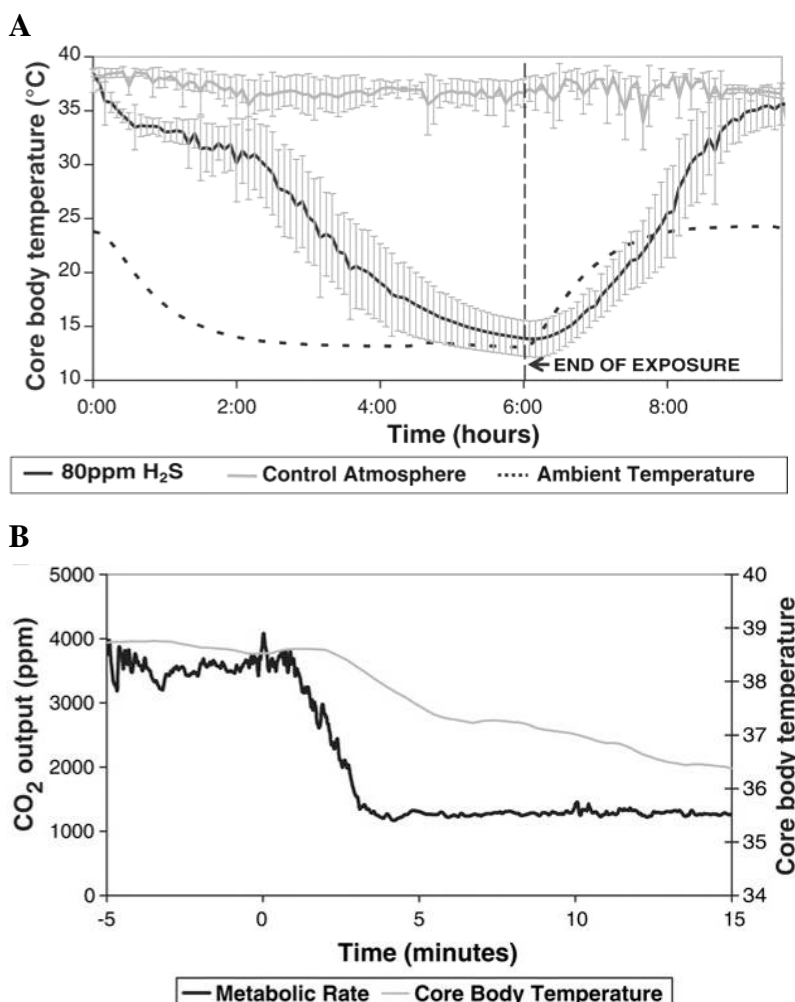 A
Core body temperature (°C)
40
35
30
25
20
15
10
END OF EXPOSURE
0:00 2:00 4:00 6:00 8:00
Time (hours)
80ppm H₂S Control Atmosphere Ambient Temperature
B
CO₂ output (ppm)
5000
4000
3000
2000
1000
0
40
39
38
37
36
35
34
Core body temperature
-5 0 5 10 15
Time (minutes)
Metabolic Rate Core Body Temperature